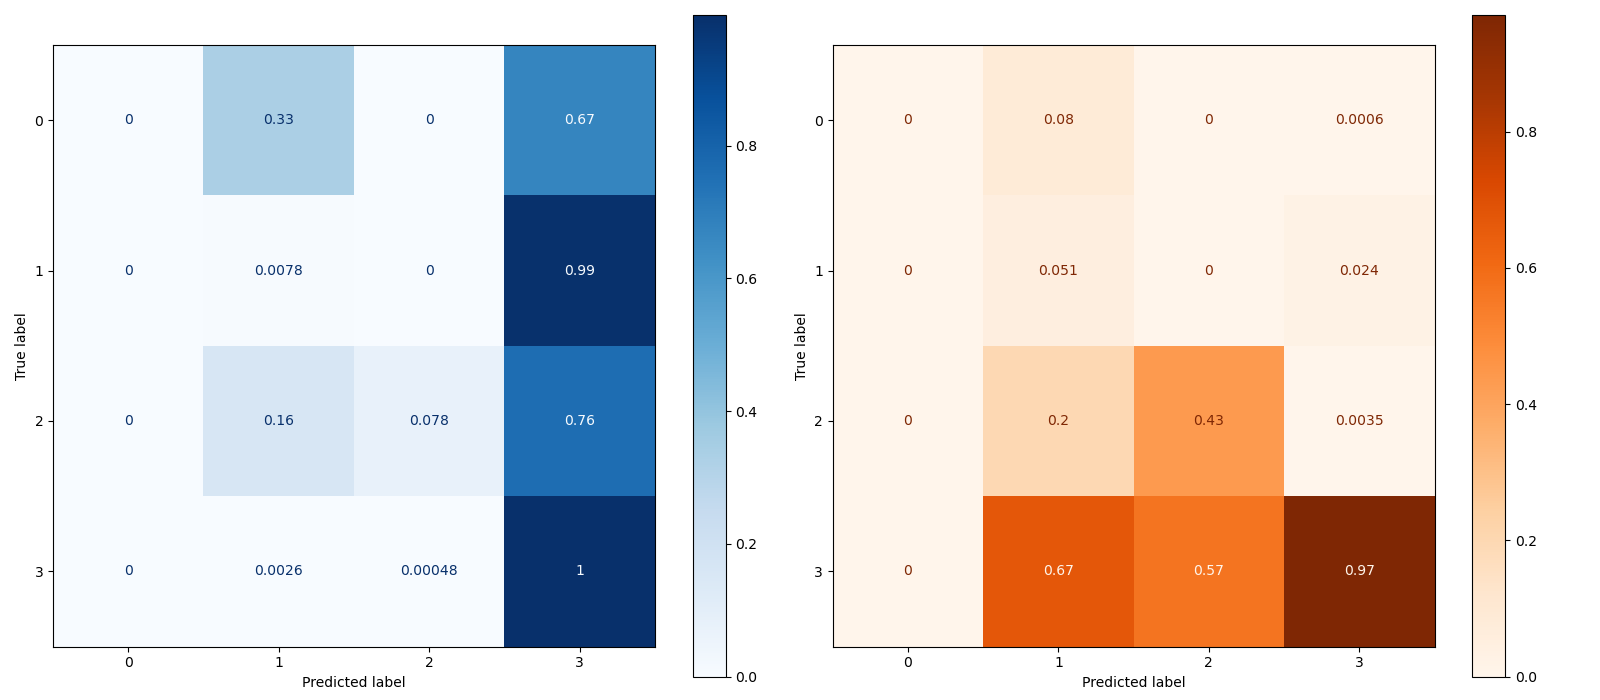 0 0 0.33 0 0.67
1 0 0.0078 0 0.99
2 0 0.16 0.078 0.76
3 0 0.0026 0.00048 1
0 1 2 3
True label
Predicted label
0.8
0.6
0.4
0.2
0.0
0 0 0.08 0 0.0006
1 0 0.051 0 0.024
2 0 0.2 0.43 0.0035
3 0 0.67 0.57 0.97
0 1 2 3
True label
Predicted label
0.8
0.6
0.4
0.2
0.0